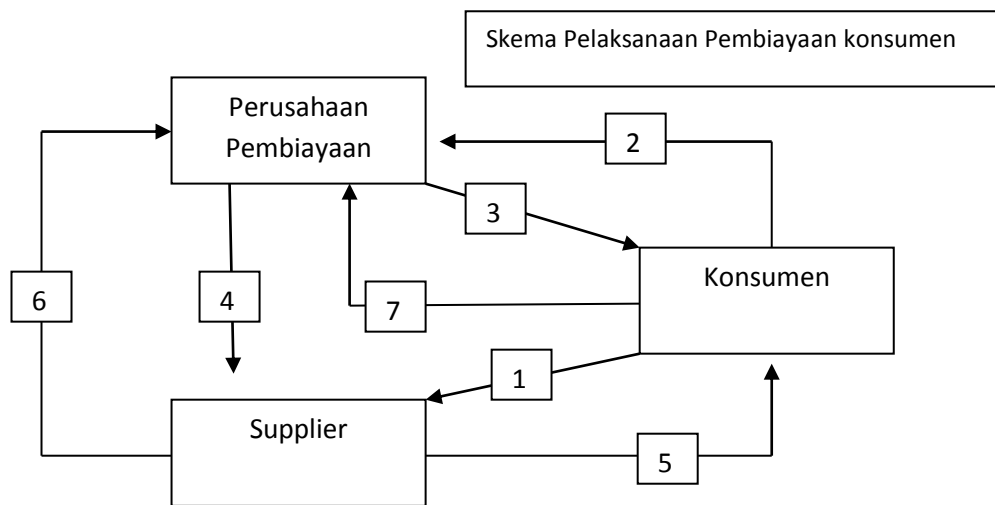 Skema Pelaksanaan Pembiayaan konsumen
Perusahaan
Pembiayaan
2
3
Konsumen
6
4
7
1
Supplier
5